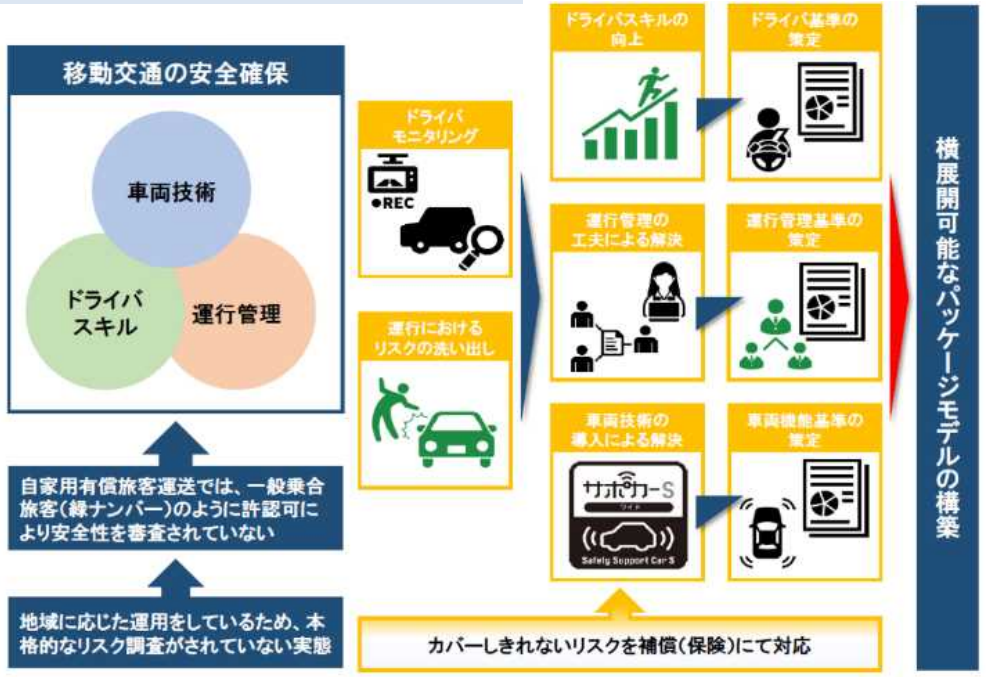 移動交通の安全確保
車両技術
ドライバ
スキル
運行管理
自家用有償旅客運送では、一般乗合
旅客(緑ナンバー)のように許認可に
より安全性を審査されていない
地域に応じた運用をしているため、本
格的なリスク調査がされていない実態
ドライバ
モニタリング
●REC
運行における
リスクの洗い出し
ドライバスキルの
向上
ドライバ基準の
策定
運行管理の
工夫による解決
運行管理基準の
策定
車両技術の
導入による解決
サポカーS
ワイド
Safety Support Car S
車両機能基準の
策定
カバーしきれないリスクを補償(保険)にて対応
横展開可能なパッケージモデルの構築